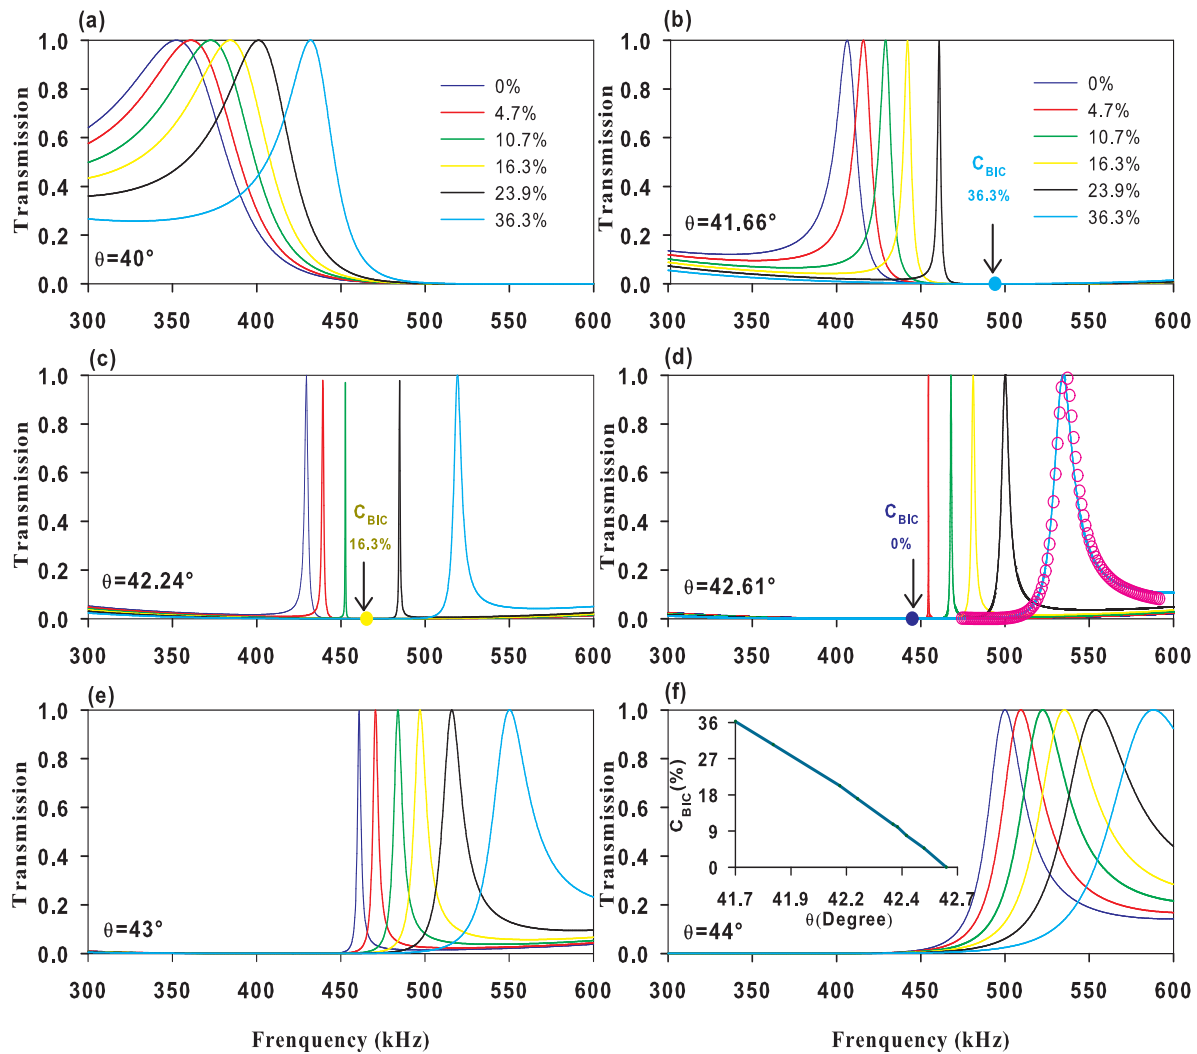 (a)
1.0
0.8
0.6
0.4
0.2
0.0
Transmission
0%
4.7%
10.7%
16.3%
23.9%
36.3%
θ=40°
300 350 400 450 500 550 600
(b)
1.0
0.8
0.6
0.4
0.2
0.0
Transmission
0%
4.7%
10.7%
16.3%
23.9%
36.3%
C BIC
36.3%
θ=41.66°
300 350 400 450 500 550 600
(c)
1.0
0.8
0.6
0.4
0.2
0.0
Transmission
C BIC
16.3%
θ=42.24°
300 350 400 450 500 550 600
(d)
1.0
0.8
0.6
0.4
0.2
0.0
Transmission
C BIC
0%
θ=42.61°
300 350 400 450 500 550 600
(e)
1.0
0.8
0.6
0.4
0.2
0.0
Transmission
θ=43°
300 350 400 450 500 550 600
Frenquency (kHz)
(f)
1.0
0.8
0.6
0.4
0.2
0.0
Transmission
36
27
18
9
0
C BIC (%)
41.7 41.9 42.2 42.4 42.7
θ(Degree)
θ=44°
300 350 400 450 500 550 600
Frenquency (kHz)